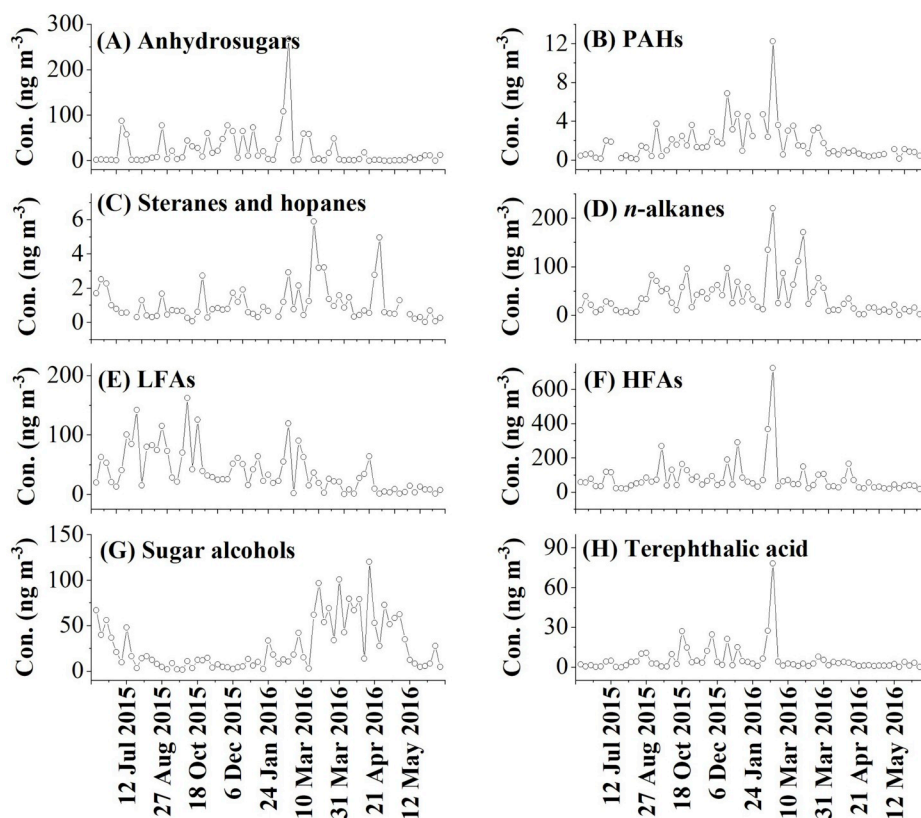 (A) Anhydrosugars
Con. (ng m-3)
300
200
100
0
(B) PAHs
Con. (ng m-3)
12
8
4
0
(C) Steranes and hopanes
Con. (ng m-3)
6
4
2
0
(D) n-alkanes
Con. (ng m-3)
200
100
0
(E) LFAs
Con. (ng m-3)
200
100
0
(F) HFAs
Con. (ng m-3)
600
400
200
0
(G) Sugar alcohols
Con. (ng m-3)
150
100
50
0
(H) Terephthalic acid
Con. (ng m-3)
90
60
30
0
12 Jul 2015
27 Aug 2015
18 Oct 2015
6 Dec 2015
24 Jan 2016
10 Mar 2016
31 Mar 2016
21 Apr 2016
12 May 2016
12 Jul 2015
27 Aug 2015
18 Oct 2015
6 Dec 2015
24 Jan 2016
10 Mar 2016
31 Mar 2016
21 Apr 2016
12 May 2016